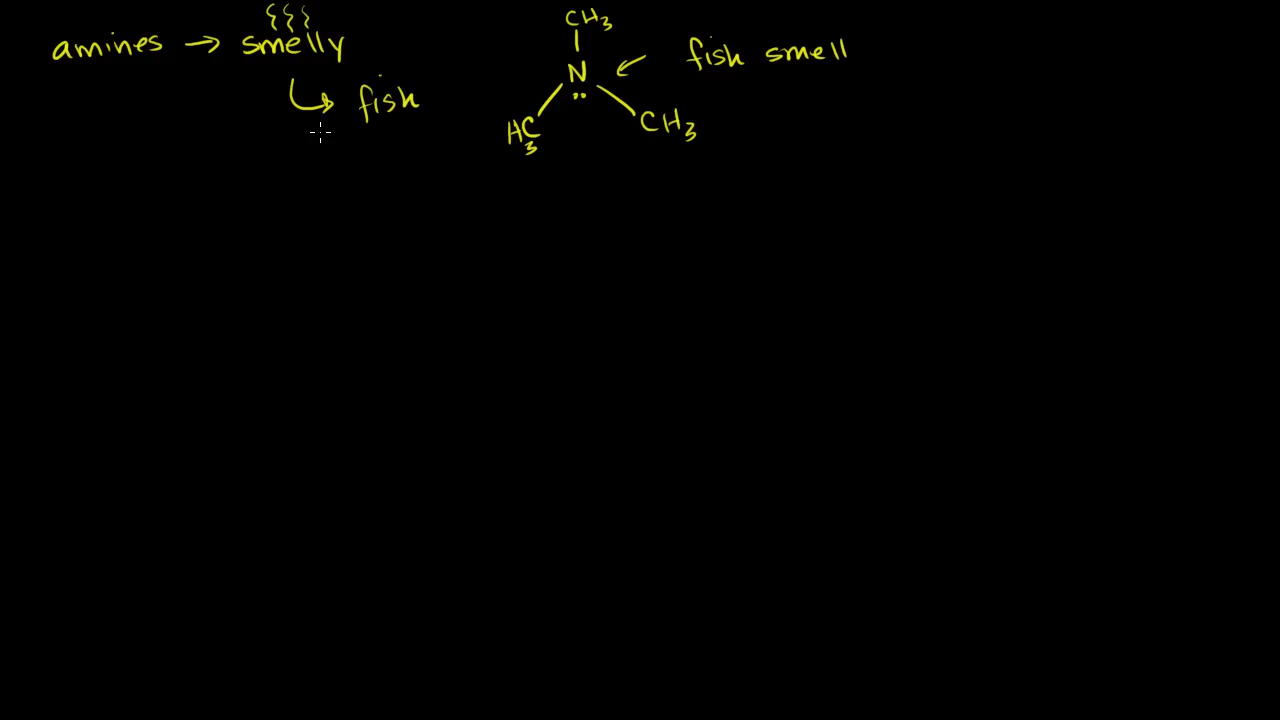 amines → smelly
↳ fish
CH3
N
H3C
CH3
← fish smell